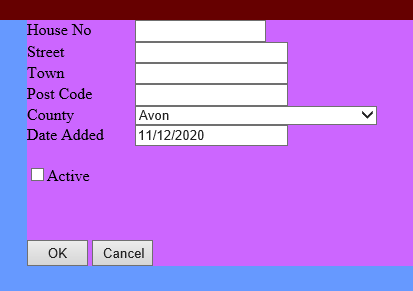 House No
Street
Town
Post Code
County Avon
Date Added 11/12/2020
Active
OK Cancel